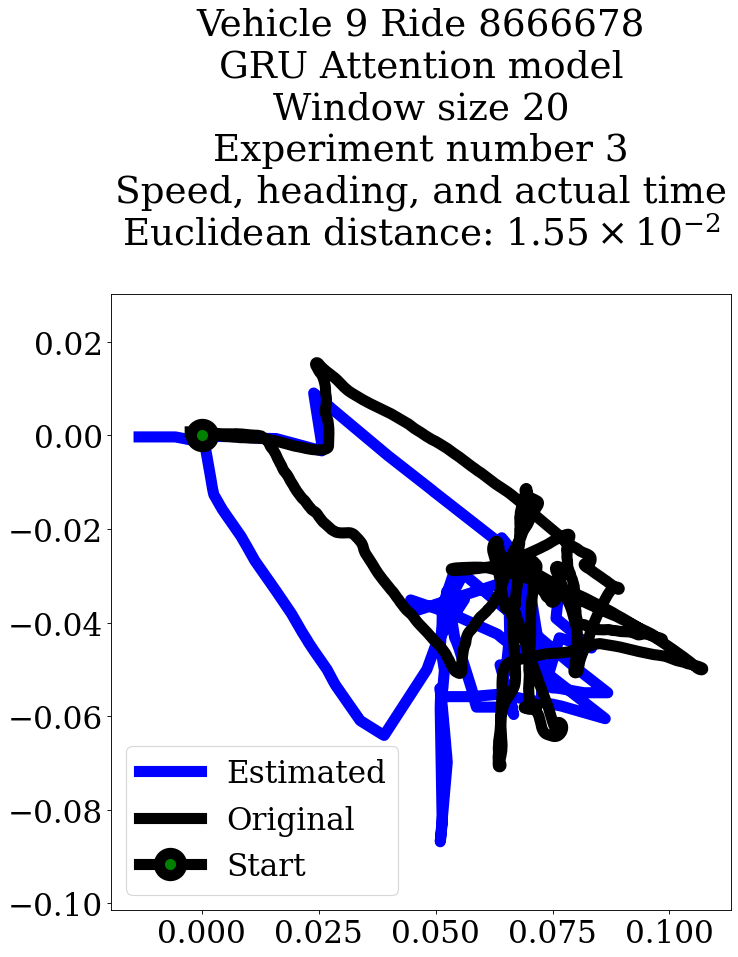 Vehicle 9 Ride 8666678
GRU Attention model
Window size 20
Experiment number 3
Speed, heading, and actual time
Euclidean distance: 1.55 × 10⁻²
0.02
0.00
−0.02
−0.04
−0.06
−0.08
−0.10
Estimated
Original
Start
0.000 0.025 0.050 0.075 0.100